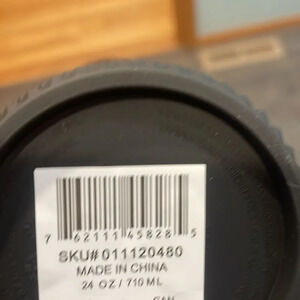 7 62111 45828 5
SKU# 011120480
MADE IN CHINA
24 OZ / 710 ML